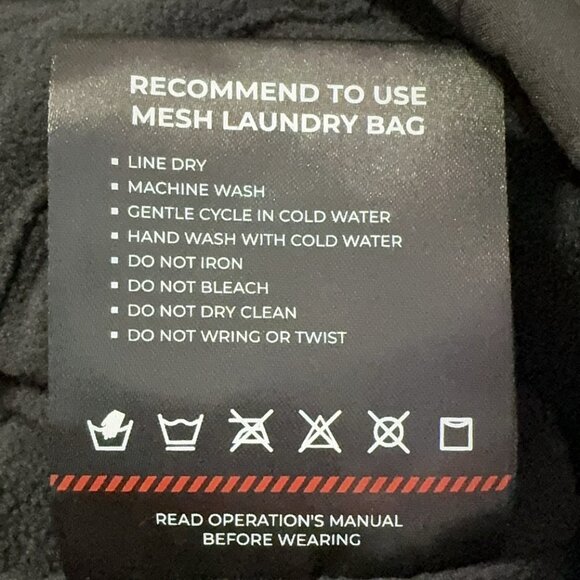 RECOMMEND TO USE
MESH LAUNDRY BAG
▪ LINE DRY
▪ MACHINE WASH
▪ GENTLE CYCLE IN COLD WATER
▪ HAND WASH WITH COLD WATER
▪ DO NOT IRON
▪ DO NOT BLEACH
▪ DO NOT DRY CLEAN
▪ DO NOT WRING OR TWIST
READ OPERATION'S MANUAL
BEFORE WEARING